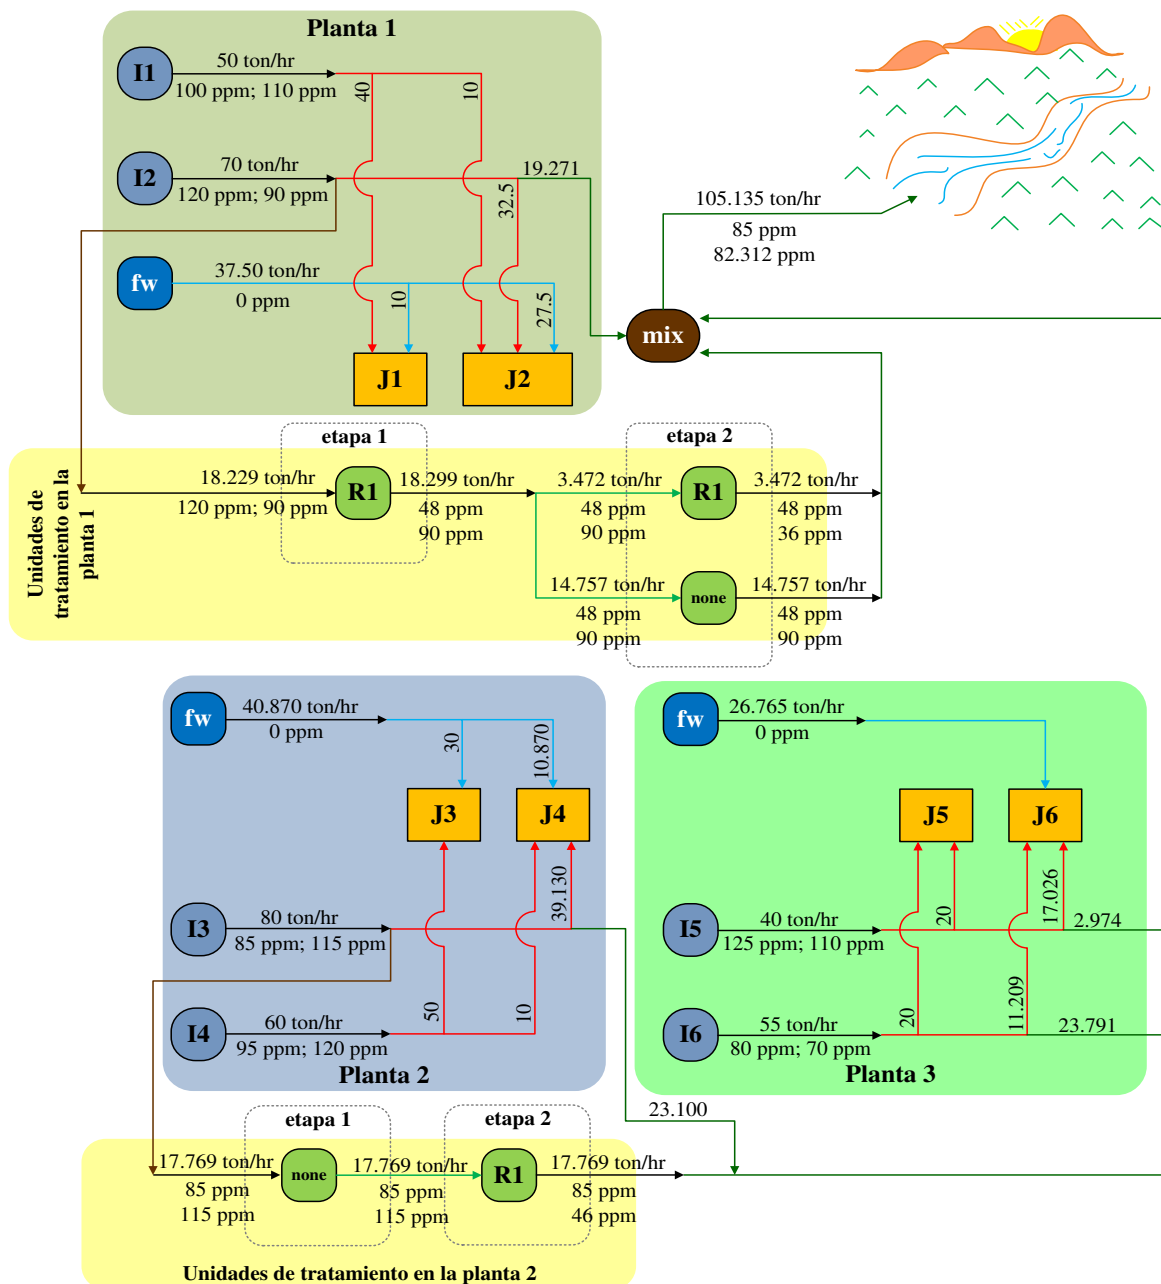 Planta 1
I1
50 ton/hr
100 ppm; 110 ppm
40
10
I2
70 ton/hr
120 ppm; 90 ppm
19.271
32.5
fw
37.50 ton/hr
0 ppm
10
27.5
J1
J2
mix
105.135 ton/hr
85 ppm
82.312 ppm
etapa 1
etapa 2
Unidades de
tratamiento en la
planta 1
18.229 ton/hr
120 ppm; 90 ppm
R1
18.299 ton/hr
48 ppm
90 ppm
3.472 ton/hr
48 ppm
90 ppm
R1
3.472 ton/hr
48 ppm
36 ppm
14.757 ton/hr
48 ppm
90 ppm
none
14.757 ton/hr
48 ppm
90 ppm
fw
40.870 ton/hr
0 ppm
30
10.870
J3
J4
39.130
I3
80 ton/hr
85 ppm; 115 ppm
I4
60 ton/hr
95 ppm; 120 ppm
50
10
Planta 2
fw
26.765 ton/hr
0 ppm
J5
J6
17.026
20
I5
40 ton/hr
125 ppm; 110 ppm
2.974
I6
55 ton/hr
80 ppm; 70 ppm
20
11.209
23.791
Planta 3
23.100
etapa 1
etapa 2
17.769 ton/hr
85 ppm
115 ppm
none
17.769 ton/hr
85 ppm
115 ppm
R1
17.769 ton/hr
85 ppm
46 ppm
Unidades de tratamiento en la planta 2